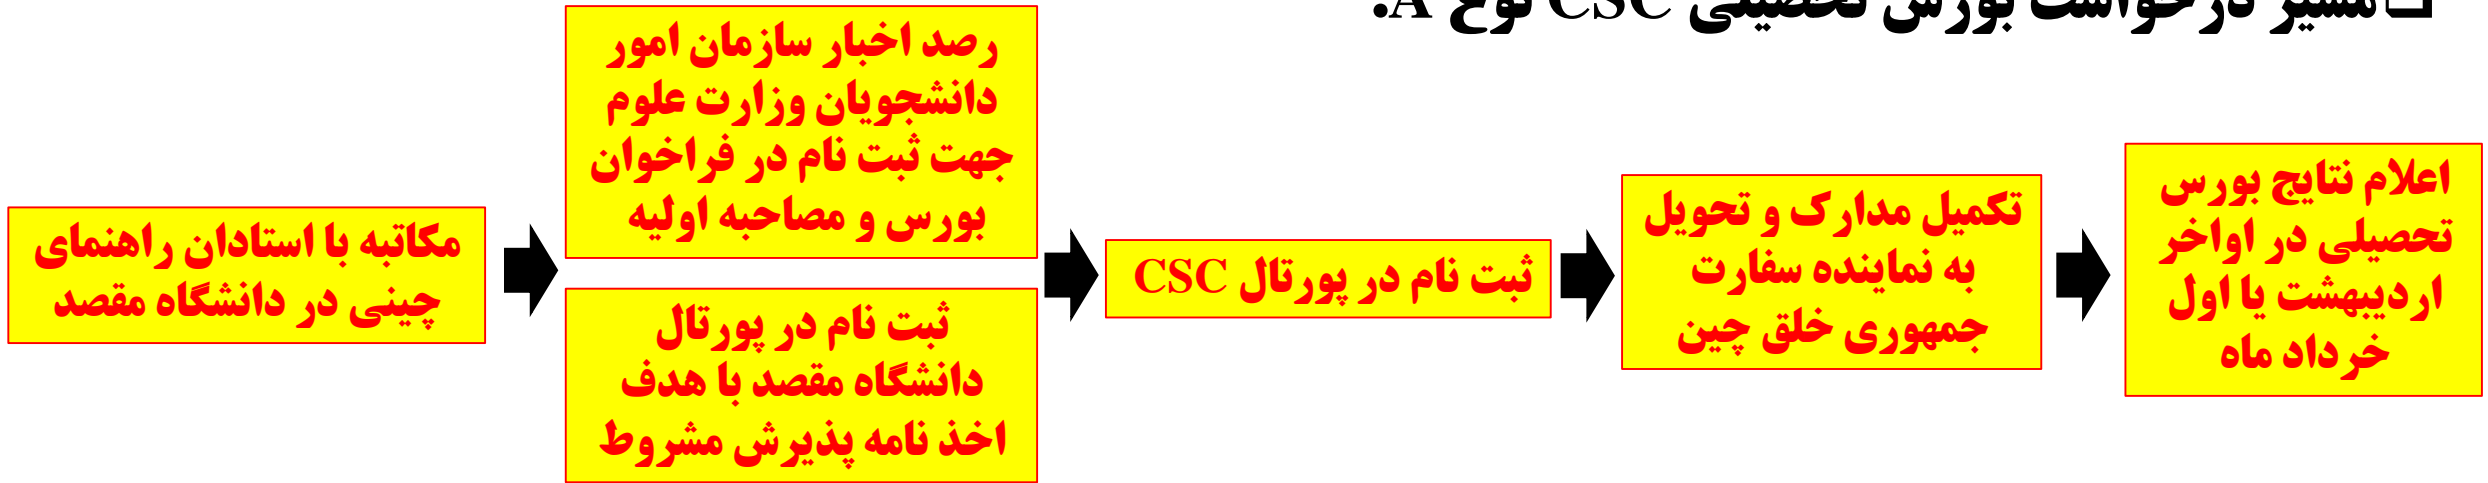 مسیر درخواست بورس تحصیلی CSC نوع A.
مکاتبه با استادان راهنمای
چینی در دانشگاه مقصد
رصد اخبار سازمان امور
دانشجویان وزارت علوم
جهت ثبت نام در فراخوان
بورس و مصاحبه اولیه
ثبت نام در پورتال
دانشگاه مقصد با هدف
اخذ نامه پذیرش مشروط
ثبت نام در پورتال CSC
تکمیل مدارک و تحویل
به نماینده سفارت
جمهوری خلق چین
اعلام نتایج بورس
تحصیلی در اواخر
اردیبهشت یا اول
خرداد ماه